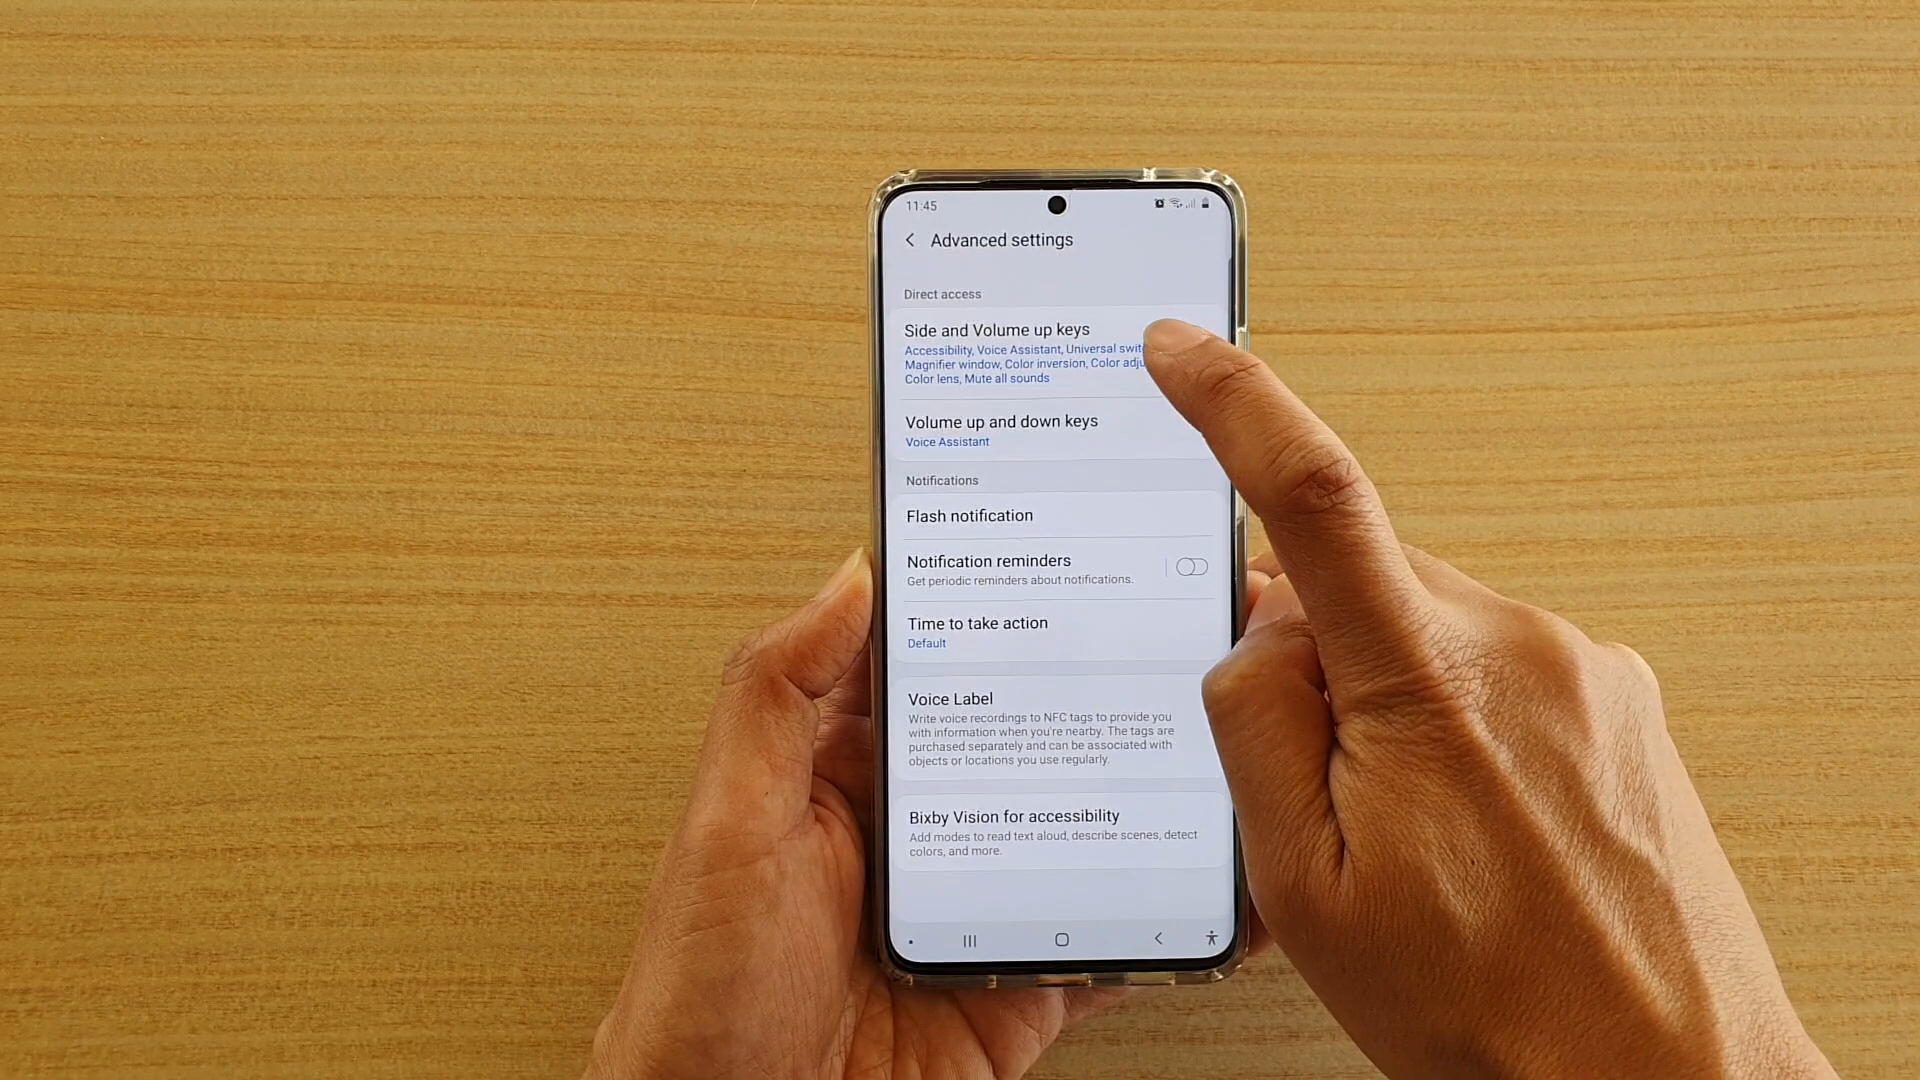 11:45
Advanced settings
Direct access
Side and Volume up keys
Accessibility, Voice Assistant, Universal
Magnifier window, Color inversion, Color
Color lens, Mute all sounds
Volume up and down keys
Voice Assistant
Notifications
Flash notification
Notification reminders
Get periodic reminders about notifications.
Time to take action
Default
Voice Label
Write voice recordings to NFC tags to provide you
with information when you're nearby. The tags are
purchased separately and can be associated with
objects or locations you use regularly.
Bixby Vision for accessibility
Add modes to read text aloud, describe scenes, detect
colors, and more.